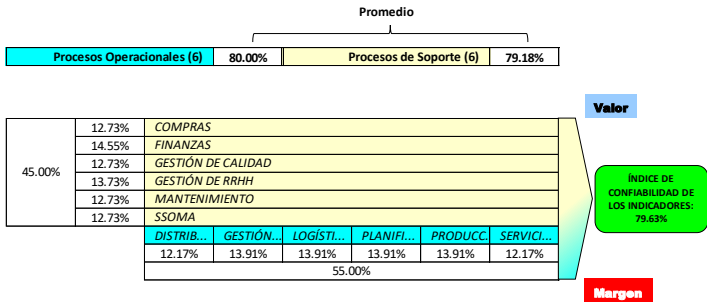 Promedio
Procesos Operacionales (6) 80.00% Procesos de Soporte (6) 79.18%
Valor
45.00%
12.73% COMPRAS
14.55% FINANZAS
12.73% GESTIÓN DE CALIDAD
13.73% GESTIÓN DE RRHH
12.73% MANTENIMIENTO
12.73% SSOMA
ÍNDICE DE
CONFIABILIDAD DE
LOS INDICADORES:
79.63%
DISTRIB... GESTIÓN... LOGÍSTI... PLANIFI... PRODUCC. SERVICI...
12.17% 13.91% 13.91% 13.91% 13.91% 12.17%
55.00%
Margen